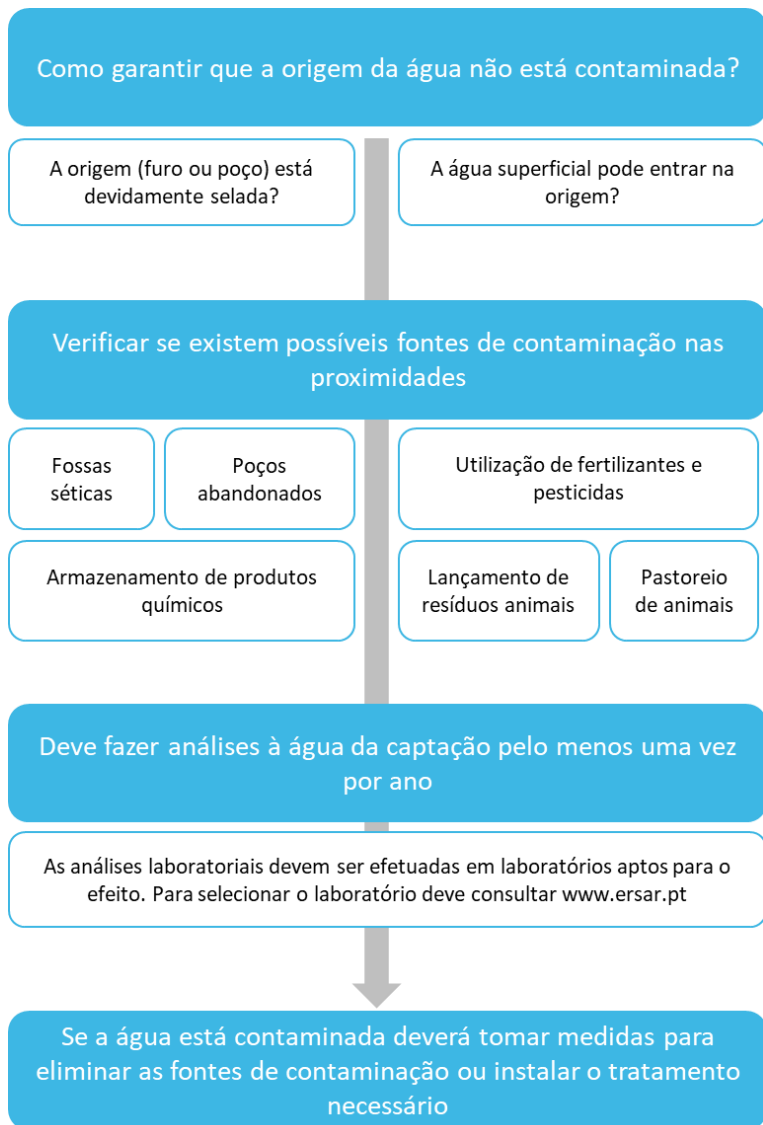 Como garantir que a origem da água não está contaminada?
A origem (furo ou poço) está
devidamente selada?
A água superficial pode entrar na
origem?
Verificar se existem possíveis fontes de contaminação nas
proximidades
Fossas
séticas
Poços
abandonados
Utilização de fertilizantes e
pesticidas
Armazenamento de produtos
químicos
Lançamento de
resíduos animais
Pastoreio
de animais
Deve fazer análises à água da captação pelo menos uma vez
por ano
As análises laboratoriais devem ser efetuadas em laboratórios aptos para o
efeito. Para selecionar o laboratório deve consultar www.ersar.pt
Se a água está contaminada deverá tomar medidas para
eliminar as fontes de contaminação ou instalar o tratamento
necessário